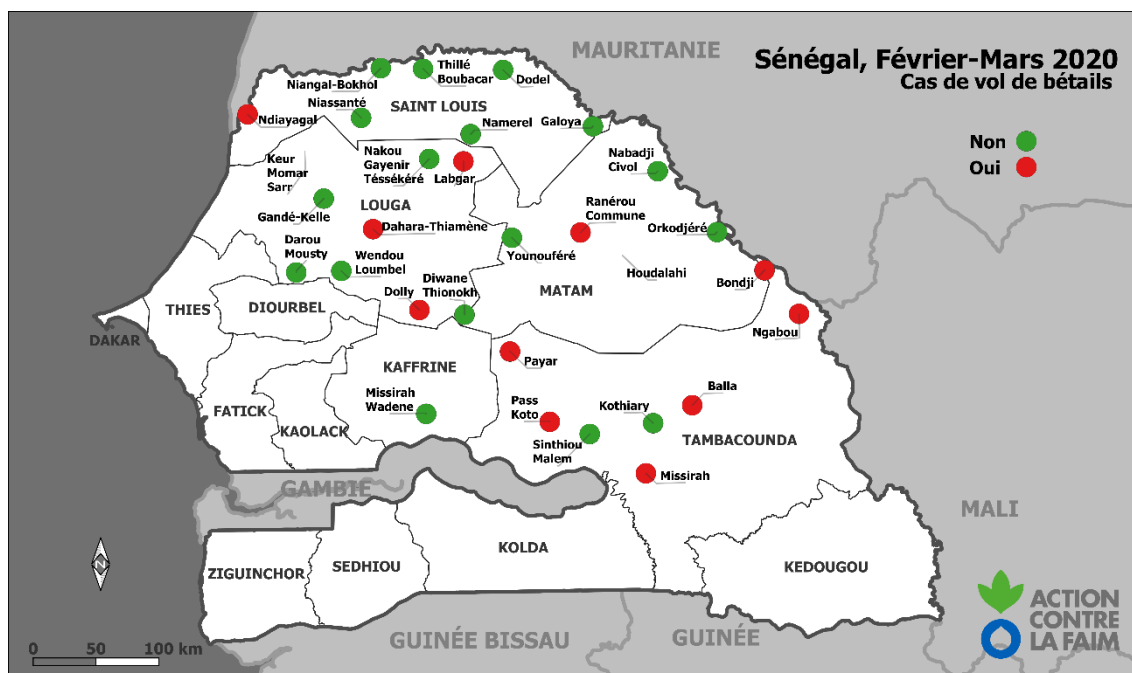 MAURITANIE
Sénégal, Février-Mars 2020
Cas de vol de bétails
Non
Oui
Niangal-Bokhol
Thillé
Boubacar
Dodel
Niassanté
SAINT LOUIS
Ndiayagal
Namerel
Galoya
Keur
Momar
Sarr
Nakou
Gayenir
Téssékéré
Labgar
Nabadji
Civol
LOUGA
Gandé-Kelle
Ranérou
Commune
Dahara-Thiamène
Orkodjéré
Darou
Mousty
Wendou
Loumbel
Younouféré
Houdalahi
Bondji
Diwane
Thionokh
Dolly
MATAM
THIES
DIOURBEL
Ngabou
DAKAR
Payar
KAFFRINE
Missirah
Wadene
Balla
Pass
Koto
Kothiary
FATICK
KAOLACK
Sinthiou
Malem
TAMBACOUNDA
Missirah
GAMBIE
MALI
KOLDA
ZIGUINCHOR
SEDHIOU
KEDOUGOU
N
GUINÉE BISSAU
GUINÉE
ACTION
CONTRE
LA FAIM
0 50 100 km